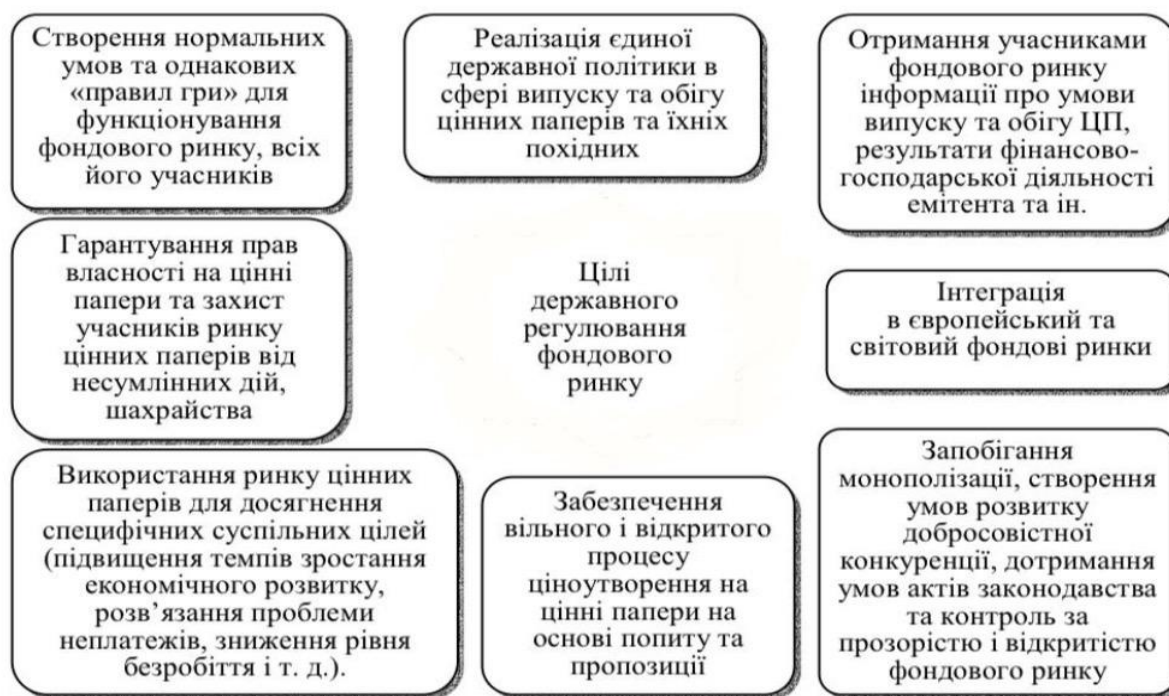 Створення нормальних
умов та однакових
«правил гри» для
функціонування
фондового ринку, всіх
його учасників
Реалізація єдиної
державної політики в
сфері випуску та обігу
цінних паперів та їхніх
похідних
Отримання учасниками
фондового ринку
інформації про умови
випуску та обігу ЦП,
результати фінансово-
господарської діяльності
емітента та ін.
Гарантування прав
власності на цінні
папери та захист
учасників ринку
цінних паперів від
несумлінних дій,
шахрайства
Цілі
державного
регулювання
фондового
ринку
Інтеграція
в європейський та
світовий фондові ринки
Використання ринку цінних
паперів для досягнення
специфічних суспільних цілей
(підвищення темпів зростання
економічного розвитку,
розв’язання проблеми
неплатежів, зниження рівня
безробіття і т. д.).
Забезпечення
вільного і відкритого
процесу
ціноутворення на
цінні папери на
основі попиту та
пропозиції
Запобігання
монополізації, створення
умов розвитку
добросовістної
конкуренції, дотримання
умов актів законодавства
та контроль за
прозорістю і відкритістю
фондового ринку